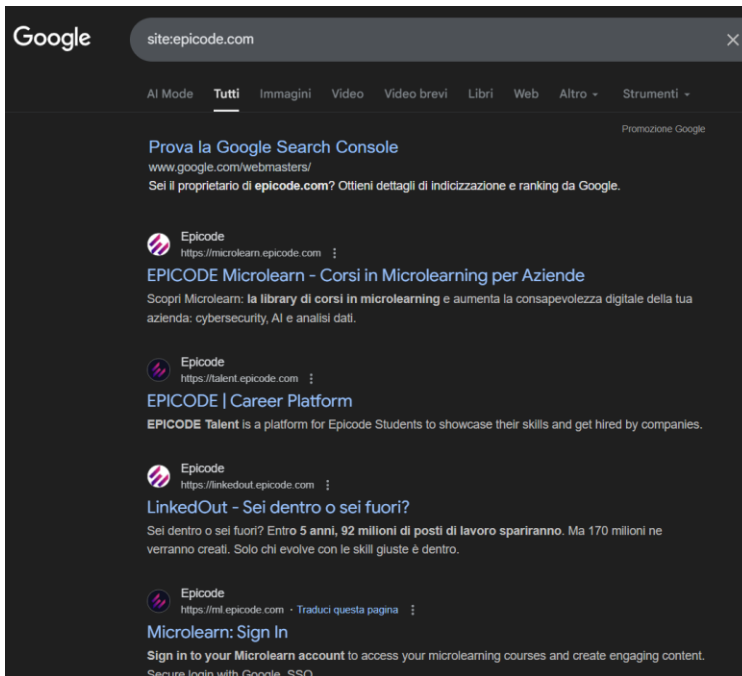 Google
site:epicode.com
AI Mode Tutti Immagini Video Video brevi Libri Web Altro Strumenti
Promozione Google
Prova la Google Search Console
www.google.com/webmasters/
Sei il proprietario di epicode.com? Ottieni dettagli di indicizzazione e ranking da Google.
Epicode
https://microlearn.epicode.com
EPICODE Microlearn - Corsi in Microlearning per Aziende
Scopri Microlearn: la library di corsi in microlearning e aumenta la consapevolezza digitale della tua
azienda: cybersecurity, AI e analisi dati.
Epicode
https://talent.epicode.com
EPICODE | Career Platform
EPICODE Talent is a platform for Epicode Students to showcase their skills and get hired by companies.
Epicode
https://linkedout.epicode.com
LinkedOut - Sei dentro o sei fuori?
Sei dentro o sei fuori? Entro 5 anni, 92 milioni di posti di lavoro spariranno. Ma 170 milioni ne
verranno creati. Solo chi evolve con le skill giuste è dentro.
Epicode
https://ml.epicode.com · Traduci questa pagina
Microlearn: Sign In
Sign in to your Microlearn account to access your microlearning courses and create engaging content.
Secure login with Google, SSO